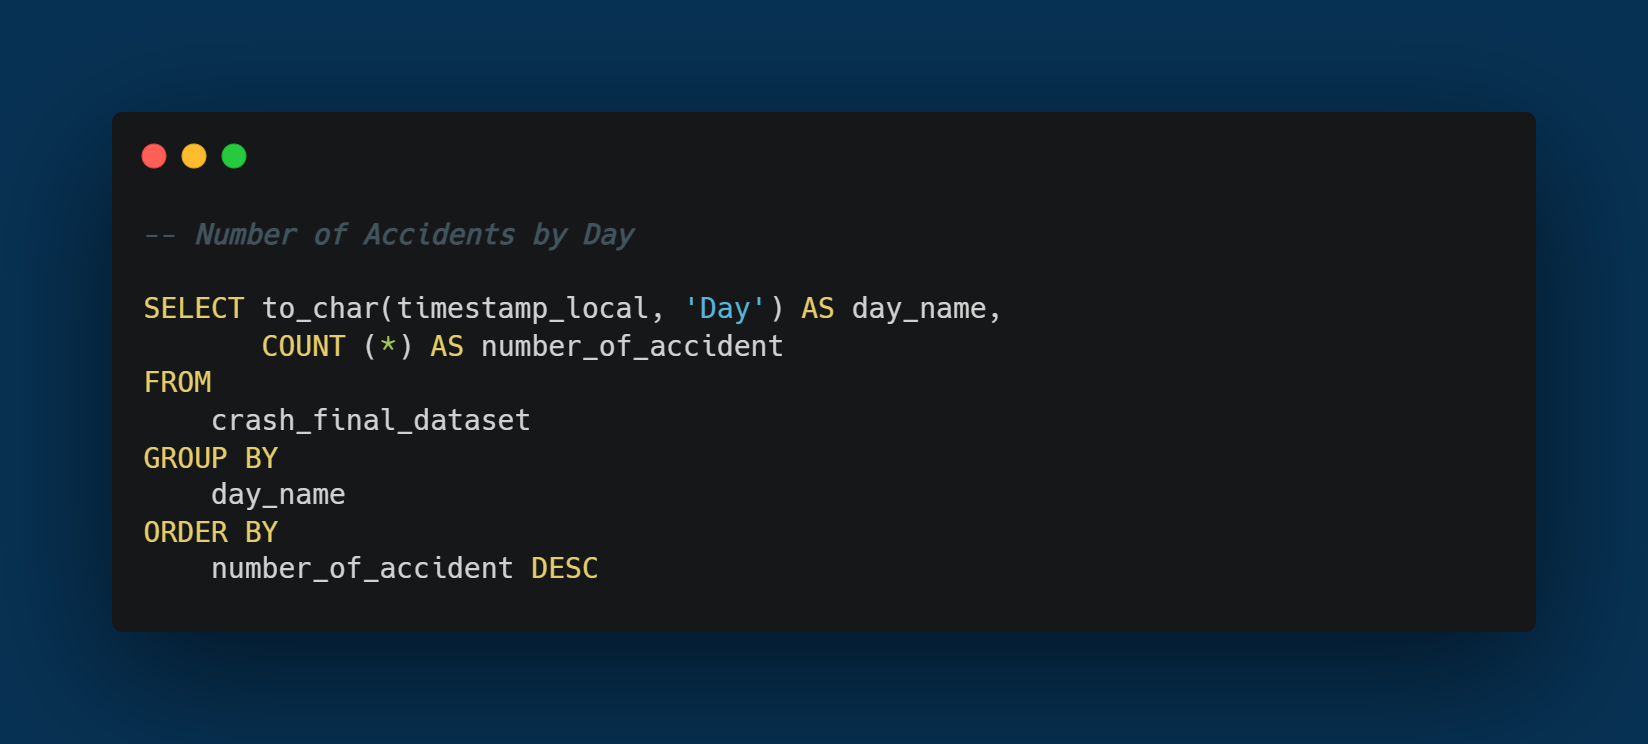 -- Number of Accidents by Day
SELECT to_char(timestamp_local, 'Day') AS day_name,
COUNT (*) AS number_of_accident
FROM
crash_final_dataset
GROUP BY
day_name
ORDER BY
number_of_accident DESC